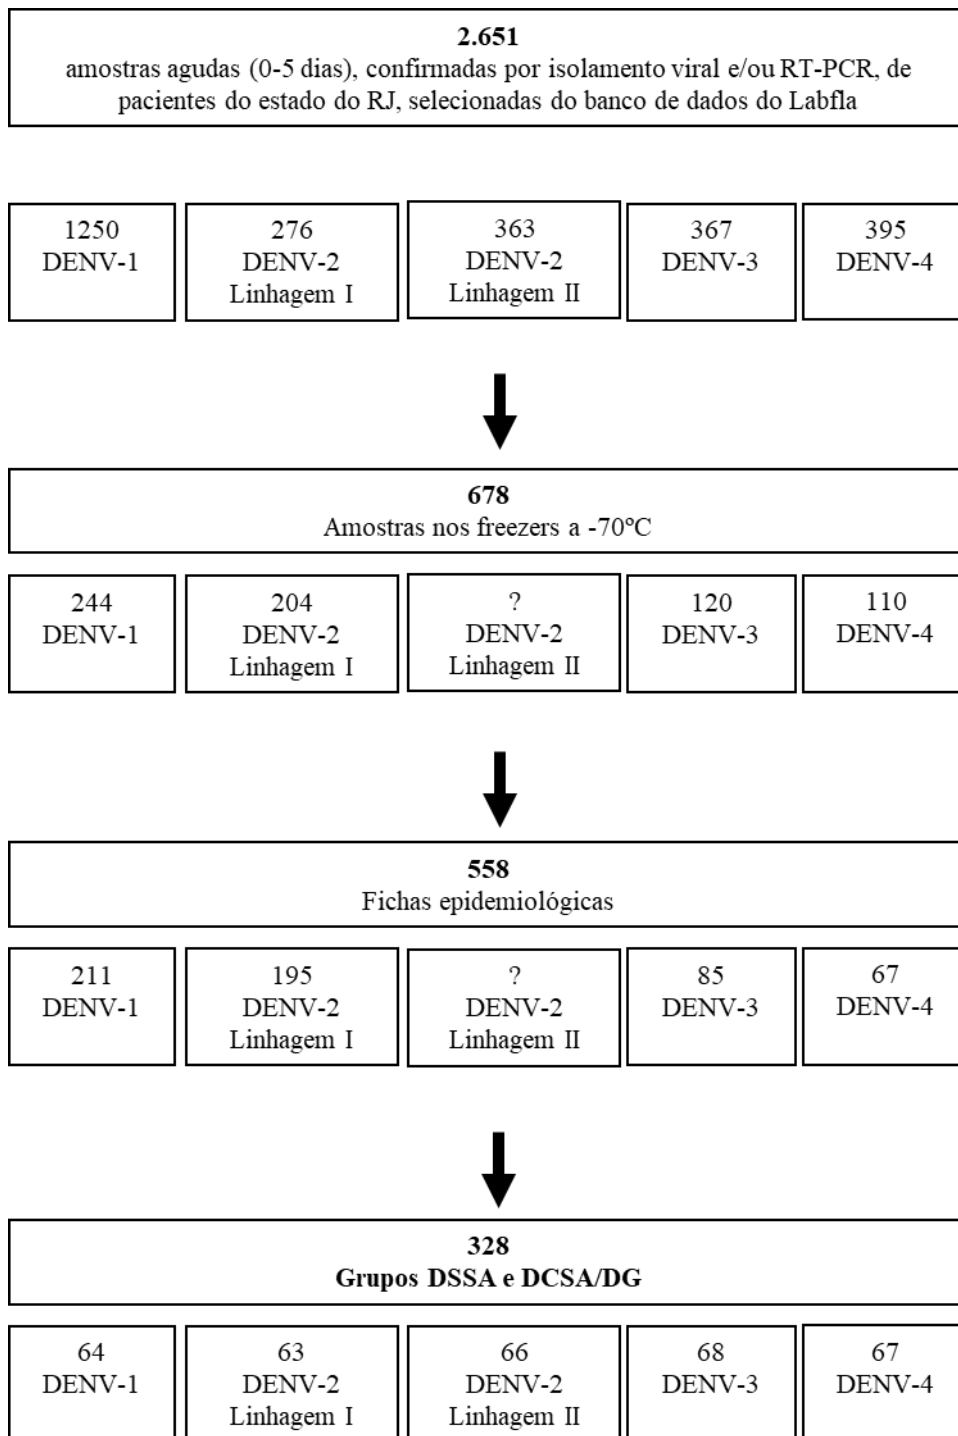 2.651
amostras agudas (0-5 dias), confirmadas por isolamento viral e/ou RT-PCR, de
pacientes do estado do RJ, selecionadas do banco de dados do Labfla
1250
DENV-1
276
DENV-2
Linhagem I
363
DENV-2
Linhagem II
367
DENV-3
395
DENV-4
678
Amostras nos freezers a -70ºC
244
DENV-1
204
DENV-2
Linhagem I
?
DENV-2
Linhagem II
120
DENV-3
110
DENV-4
558
Fichas epidemiológicas
211
DENV-1
195
DENV-2
Linhagem I
?
DENV-2
Linhagem II
85
DENV-3
67
DENV-4
328
Grupos DSSA e DCSA/DG
64
DENV-1
63
DENV-2
Linhagem I
66
DENV-2
Linhagem II
68
DENV-3
67
DENV-4